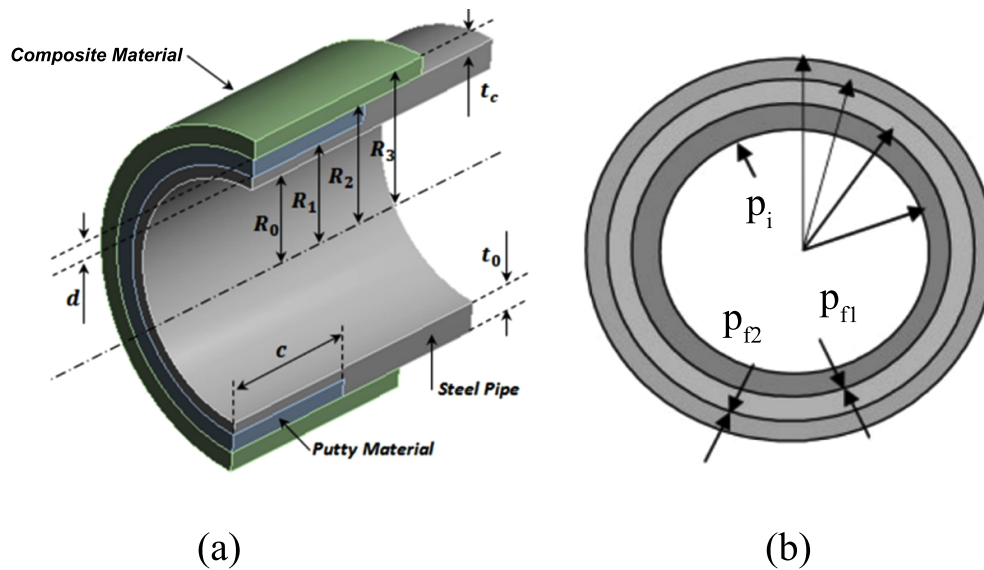 Composite Material
t_c
R_3
R_2
R_1
R_0
t_0
d
c
Steel Pipe
Putty Material
p_i
p_f1
p_f2
(a)
(b)